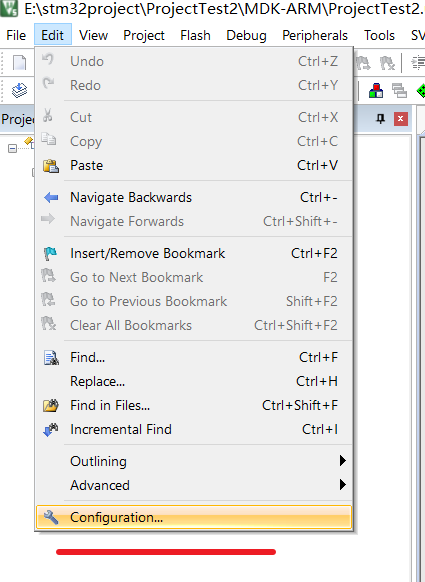 E:\stm32project\ProjectTest2\MDK-ARM\ProjectTest2.
File Edit View Project Flash Debug Peripherals Tools SV
Projec
Undo Ctrl+Z
Redo Ctrl+Y
Cut Ctrl+X
Copy Ctrl+C
Paste Ctrl+V
Navigate Backwards Ctrl+-
Navigate Forwards Ctrl+Shift+-
Insert/Remove Bookmark Ctrl+F2
Go to Next Bookmark F2
Go to Previous Bookmark Shift+F2
Clear All Bookmarks Ctrl+Shift+F2
Find... Ctrl+F
Replace... Ctrl+H
Find in Files... Ctrl+Shift+F
Incremental Find Ctrl+I
Outlining
Advanced
Configuration...